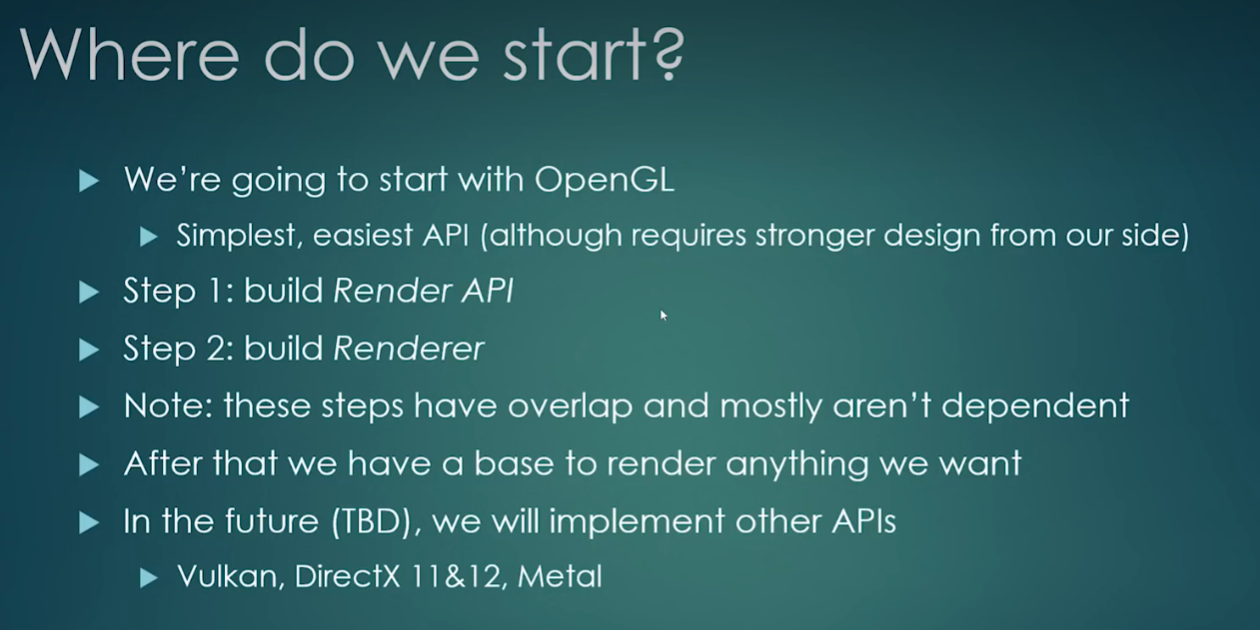 Where do we start?
We're going to start with OpenGL
Simplest, easiest API (although requires stronger design from our side)
Step 1: build Render API
Step 2: build Renderer
Note: these steps have overlap and mostly aren't dependent
After that we have a base to render anything we want
In the future (TBD), we will implement other APIs
Vulkan, DirectX 11&12, Metal